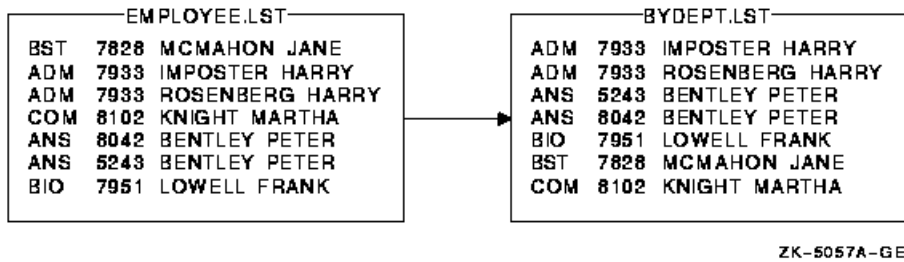 EMPLOYEE.LST
BST 7828 MCMAHON JANE
ADM 7933 IMPOSTER HARRY
ADM 7933 ROSENBERG HARRY
COM 8102 KNIGHT MARTHA
ANS 8042 BENTLEY PETER
ANS 5243 BENTLEY PETER
BIO 7951 LOWELL FRANK
BYDEPT.LST
ADM 7933 IMPOSTER HARRY
ADM 7933 ROSENBERG HARRY
ANS 5243 BENTLEY PETER
ANS 8042 BENTLEY PETER
BIO 7951 LOWELL FRANK
BST 7828 MCMAHON JANE
COM 8102 KNIGHT MARTHA
ZK-5057A-GE